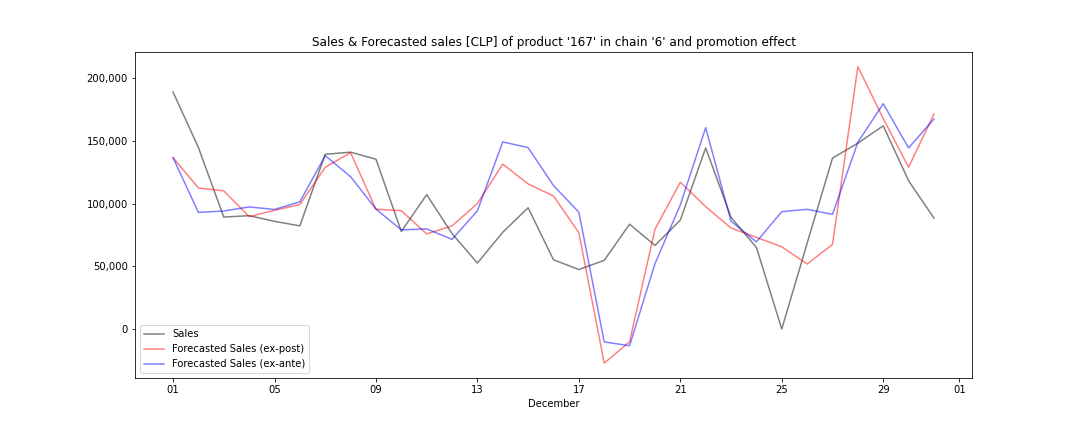 Sales & Forecasted sales [CLP] of product '167' in chain '6' and promotion effect
200,000
150,000
100,000
50,000
0
Sales
Forecasted Sales (ex-post)
Forecasted Sales (ex-ante)
01 05 09 13 17 21 25 29 01
December